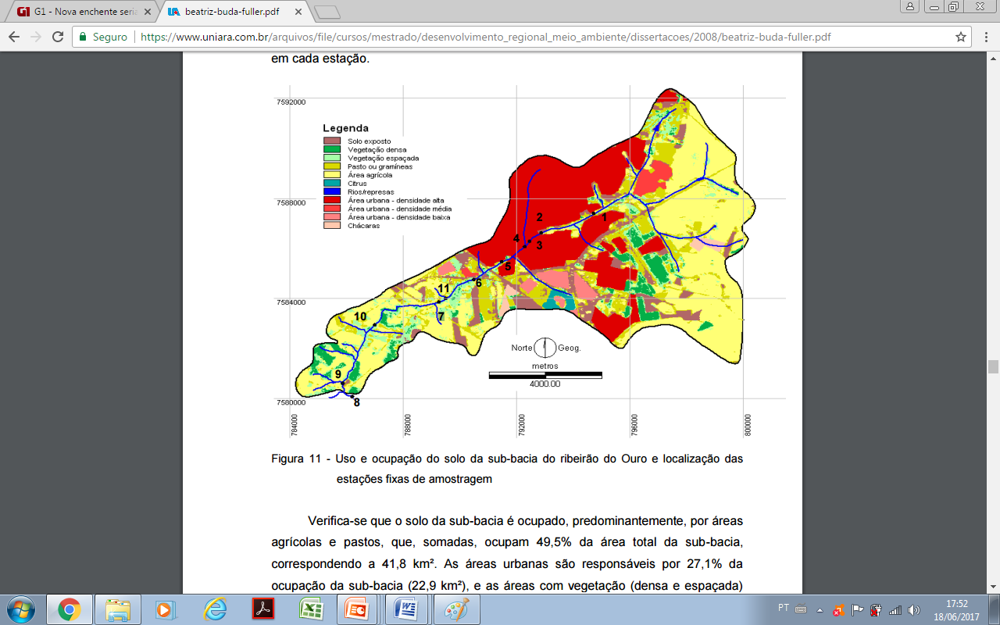 G1 - Nova enchente seria
beatriz-buda-fuller.pdf
Seguro
https://www.uniara.com.br/arquivos/file/cursos/mestrado/desenvolvimento_regional_meio_ambiente/dissertacoes/2008/beatriz-buda-fuller.pdf
em cada estação.
7592000
Legenda
Solo exposto
Vegetação densa
Vegetação espaçada
Pasto ou gramíneas
Área agrícola
Citrus
Rios/represas
Área urbana - densidade alta
Área urbana - densidade média
Área urbana - densidade baixa
Chácaras
7588000
2
1
4
3
5
6
11
7584000
10
7
Norte Geog.
metros
4000.00
9
8
7580000
784000
788000
792000
796000
800000
Figura 11 - Uso e ocupação do solo da sub-bacia do ribeirão do Ouro e localização das
estações fixas de amostragem
Verifica-se que o solo da sub-bacia é ocupado, predominantemente, por áreas
agrícolas e pastos, que, somadas, ocupam 49,5% da área total da sub-bacia,
correspondendo a 41,8 km². As áreas urbanas são responsáveis por 27,1% da
ocupação da sub-bacia (22,9 km²), e as áreas com vegetação (densa e espaçada)
PT
17:52
18/06/2017